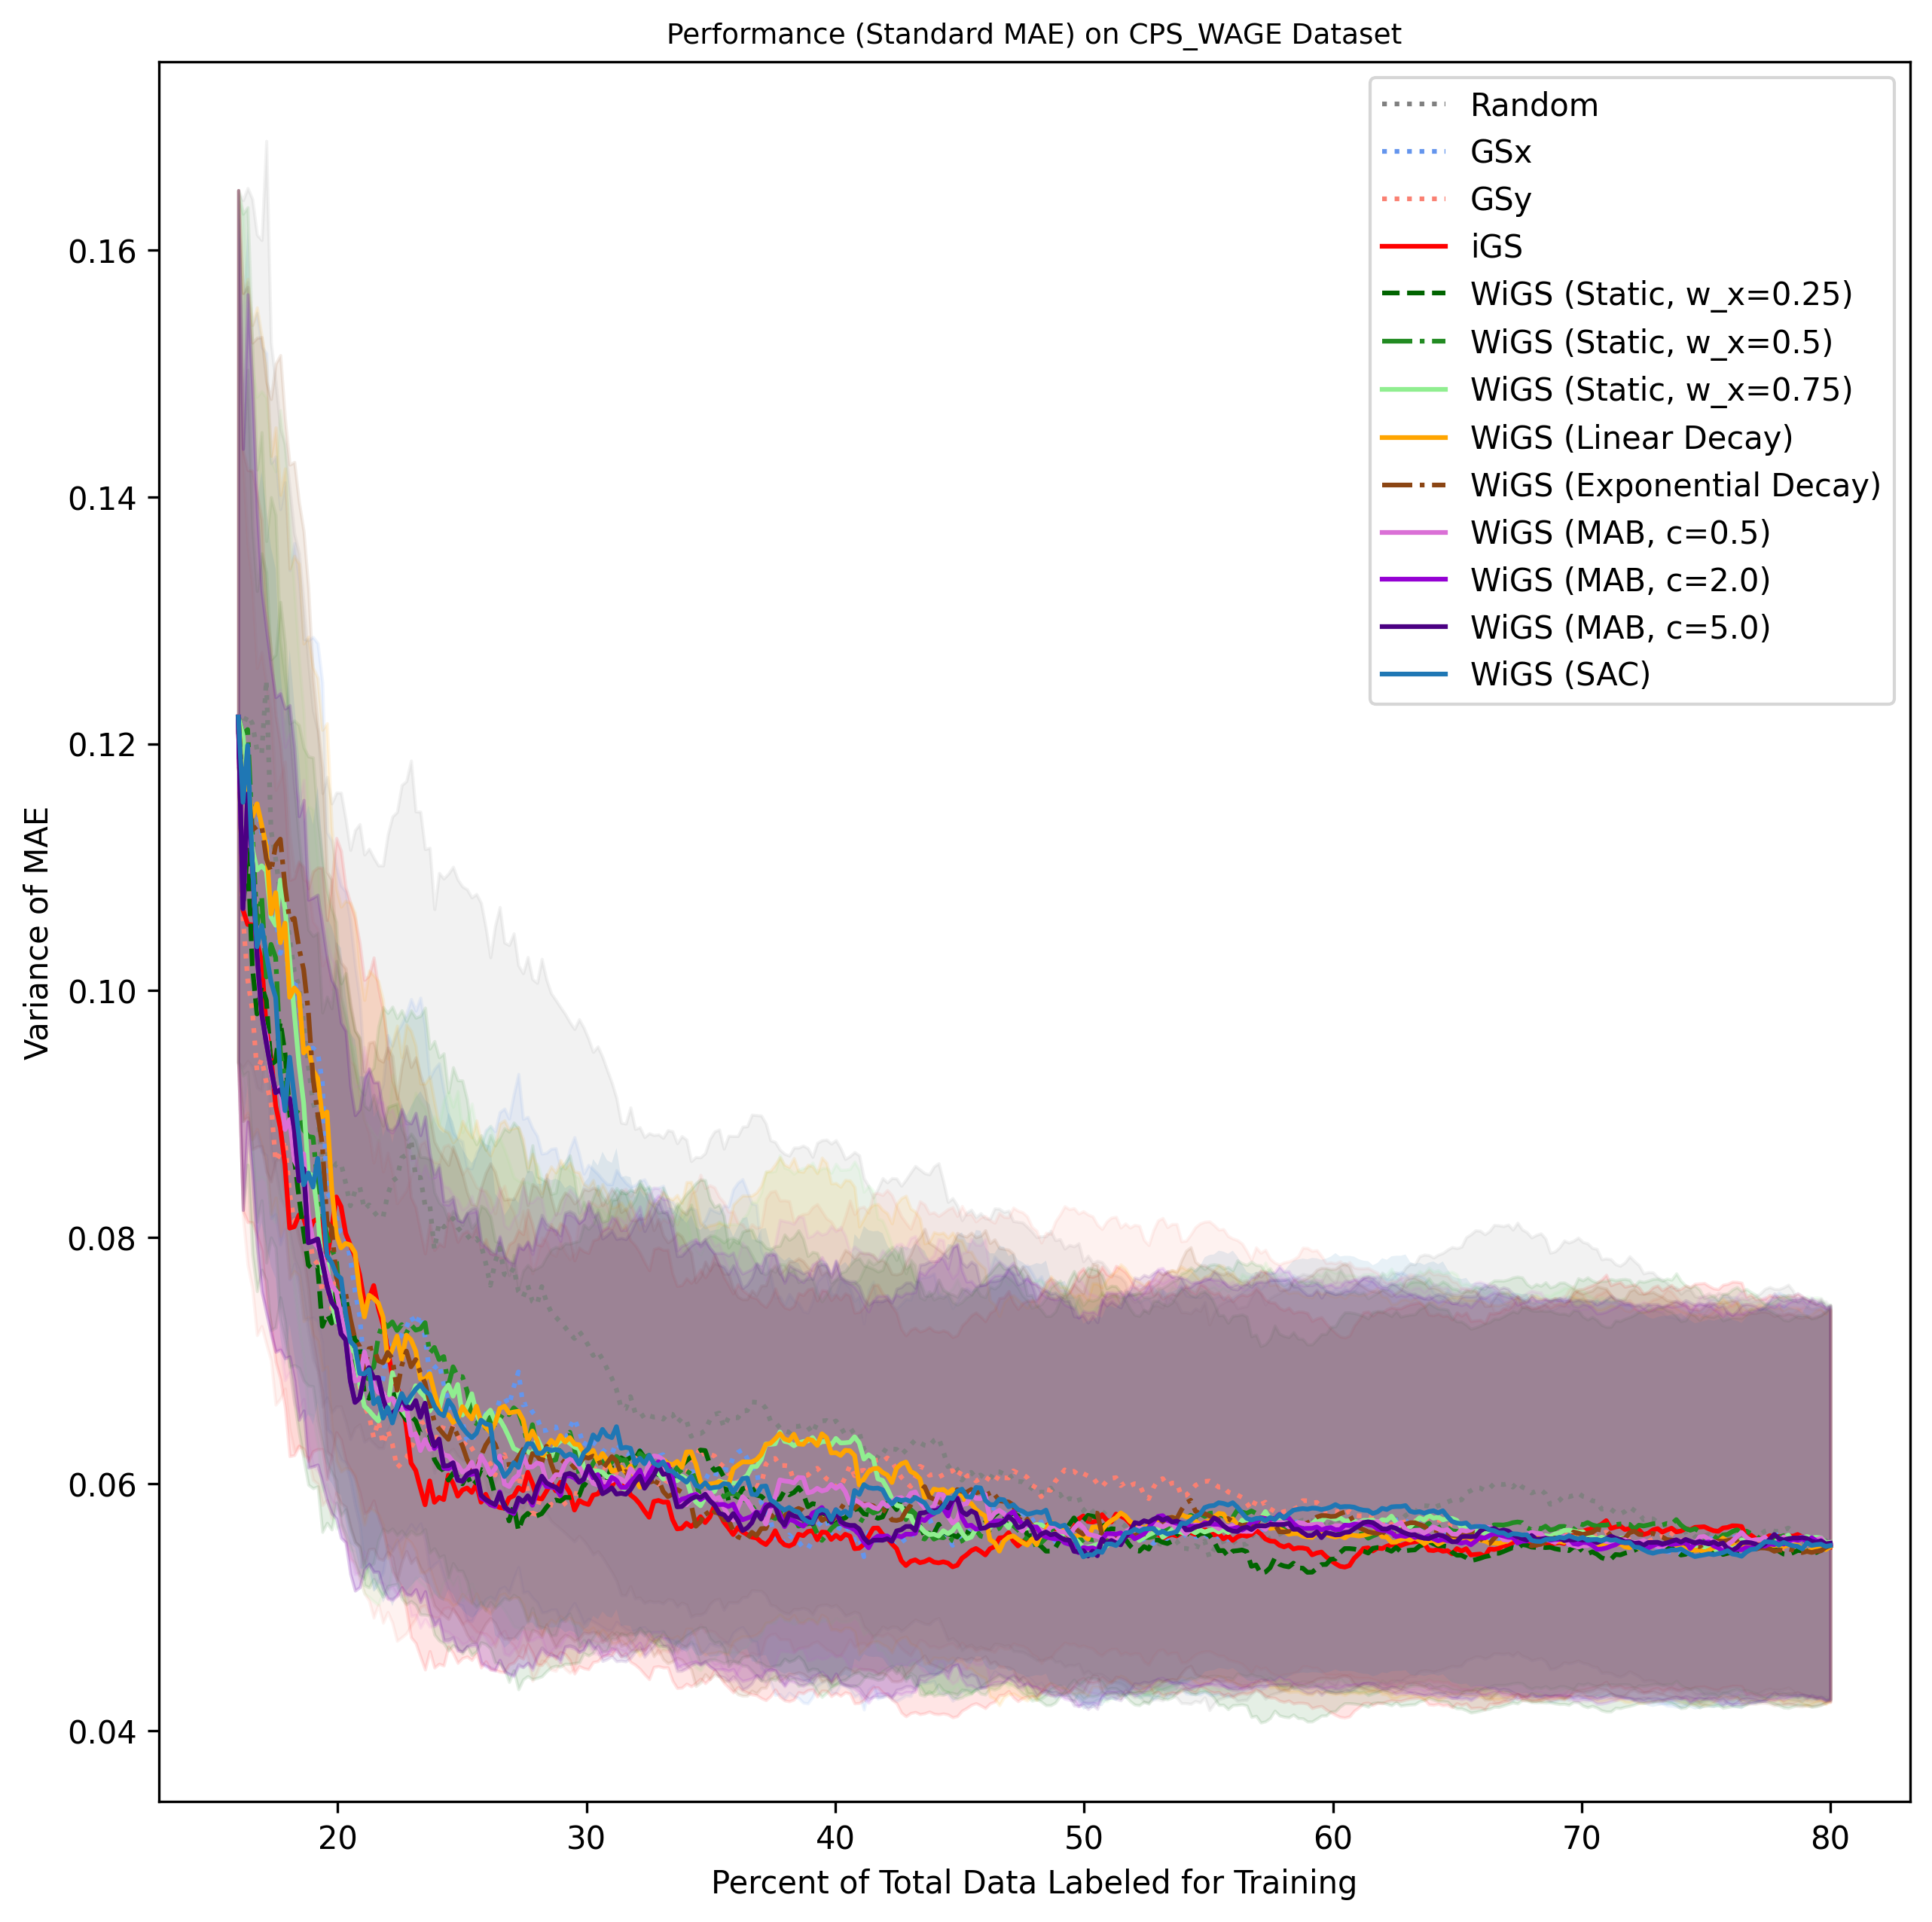 Performance (Standard MAE) on CPS_WAGE Dataset
Random
GSx
GSy
iGS
WiGS (Static, w_x=0.25)
WiGS (Static, w_x=0.5)
WiGS (Static, w_x=0.75)
WiGS (Linear Decay)
WiGS (Exponential Decay)
WiGS (MAB, c=0.5)
WiGS (MAB, c=2.0)
WiGS (MAB, c=5.0)
WiGS (SAC)
Variance of MAE
0.16
0.14
0.12
0.10
0.08
0.06
0.04
20 30 40 50 60 70 80
Percent of Total Data Labeled for Training